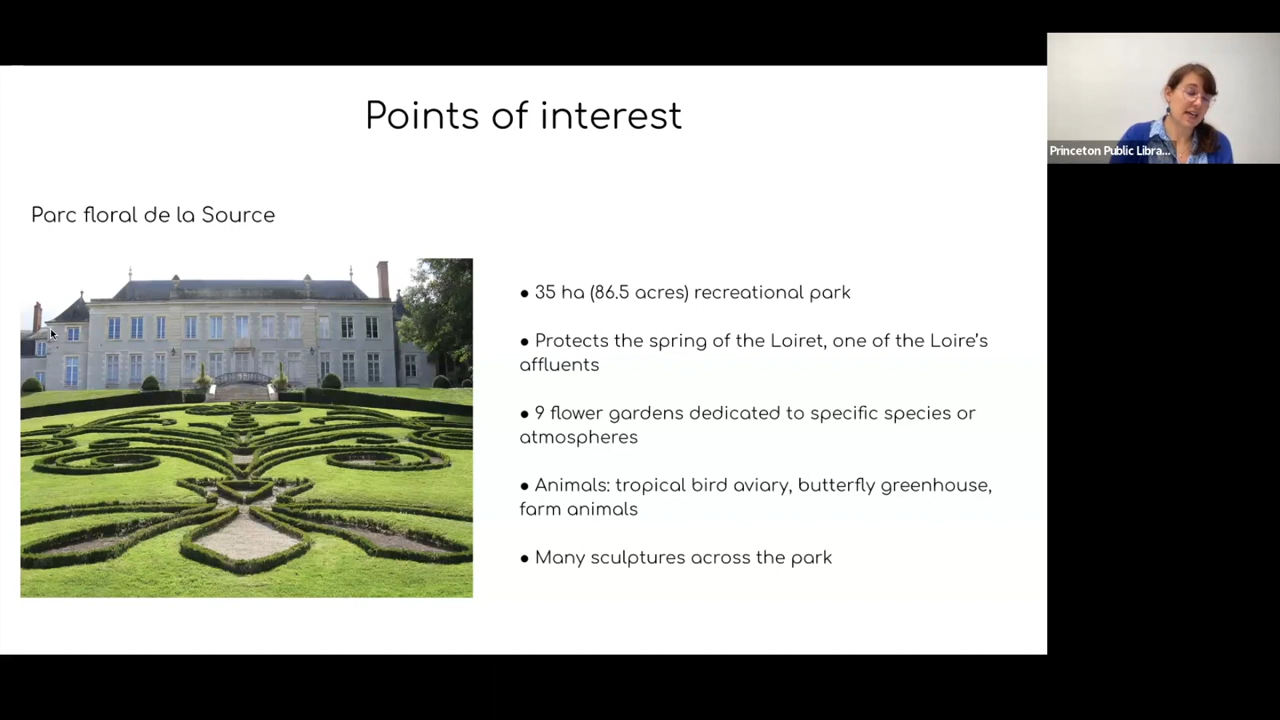 Points of interest
Princeton Public Libra...
Parc floral de la Source
● 35 ha (86.5 acres) recreational park
● Protects the spring of the Loiret, one of the Loire's
affluents
● 9 flower gardens dedicated to specific species or
atmospheres
● Animals: tropical bird aviary, butterfly greenhouse,
farm animals
● Many sculptures across the park